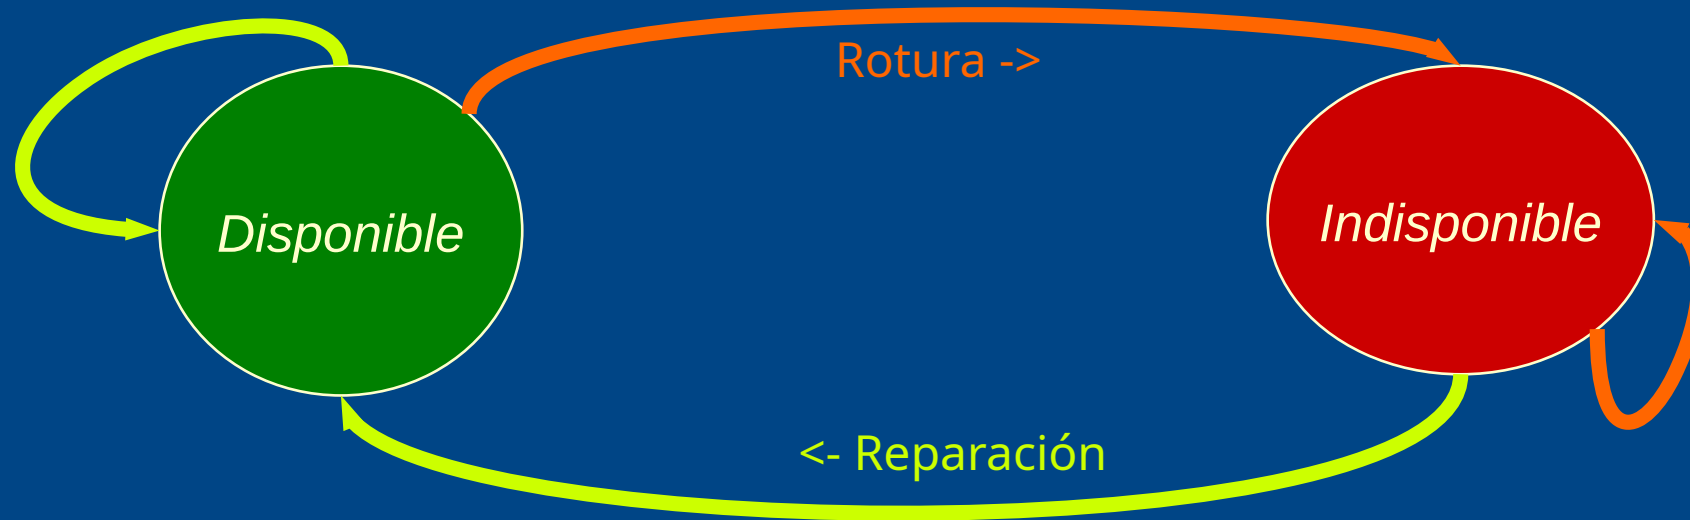 Rotura ->
Disponible
Indisponible
<- Reparación